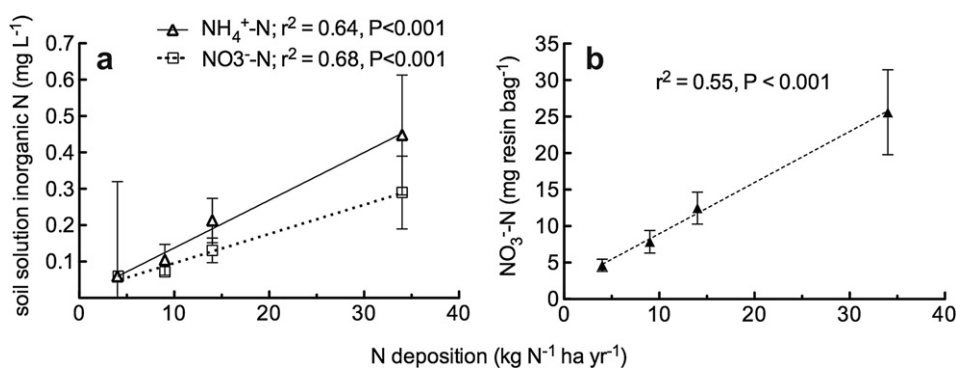 a
NH₄⁺-N; r² = 0.64, P<0.001
NO3⁻-N; r² = 0.68, P<0.001
soil solution inorganic N (mg L⁻¹)
0.7
0.6
0.5
0.4
0.3
0.2
0.1
0 10 20 30 40
b
r² = 0.55, P < 0.001
NO₃⁻-N (mg resin bag⁻¹)
35
30
25
20
15
10
5
0
0 10 20 30 40
N deposition (kg N⁻¹ ha yr⁻¹)